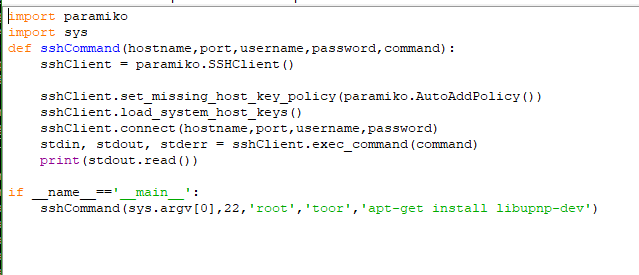 import paramiko
import sys
def sshCommand(hostname,port,username,password,command):
    sshClient = paramiko.SSHClient()
    sshClient.set_missing_host_key_policy(paramiko.AutoAddPolicy())
    sshClient.load_system_host_keys()
    sshClient.connect(hostname,port,username,password)
    stdin, stdout, stderr = sshClient.exec_command(command)
    print(stdout.read())
if __name__=='__main__':
    sshCommand(sys.argv[0],22,'root','toor','apt-get install libupnp-dev')